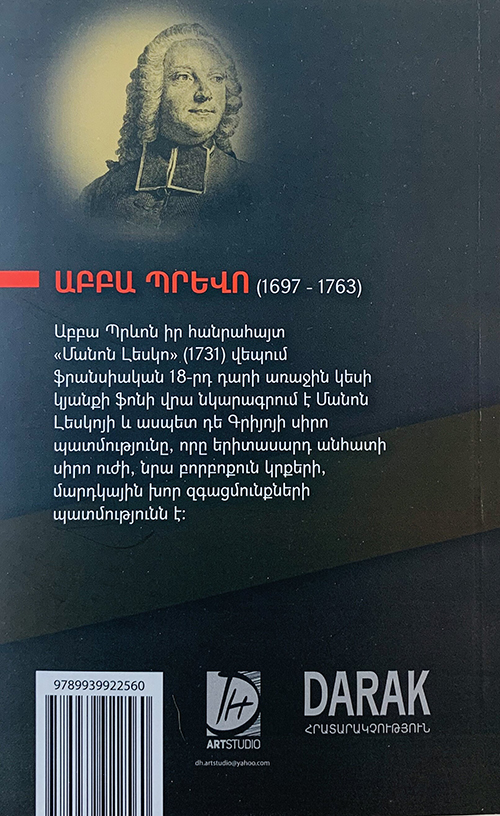 ԱԲԲԱ ՊՐԵՎՈ (1697 - 1763)
Աբբա Պրևոն իր հանրահայտ
«Մանոն Լեսկո» (1731) վեպում
ֆրանսիական 18-րդ դարի առաջին կեսի
կյանքի ֆոնի վրա նկարագրում է Մանոն
Լեսկոյի և ասպետ դե Գրիյոյի սիրո
պատմությունը, որը երիտասարդ անհատի
սիրո ուժի, նրա բորբոքուն կրքերի,
մարդկային խոր զգացմունքների
պատմությունն է:
9789939922560
DH
ARTSTUDIO
dh.artstudio@yahoo.com
DARAK
ՀՐԱՏԱՐԱԿՉՈՒԹՅՈՒՆ